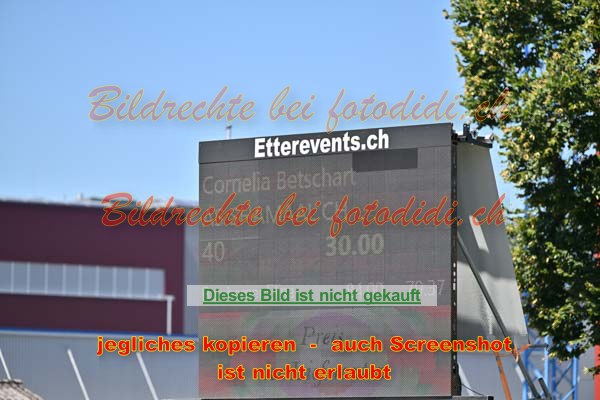 Bildrechte bei fotodidi.ch
Etterevents.ch
Cornelia Betschart
Bildrechte bei fotodidi.ch
40
30.00
Dieses Bild ist nicht gekauft
Preis
jegliches kopieren - auch Screenshot
ist nicht erlaubt